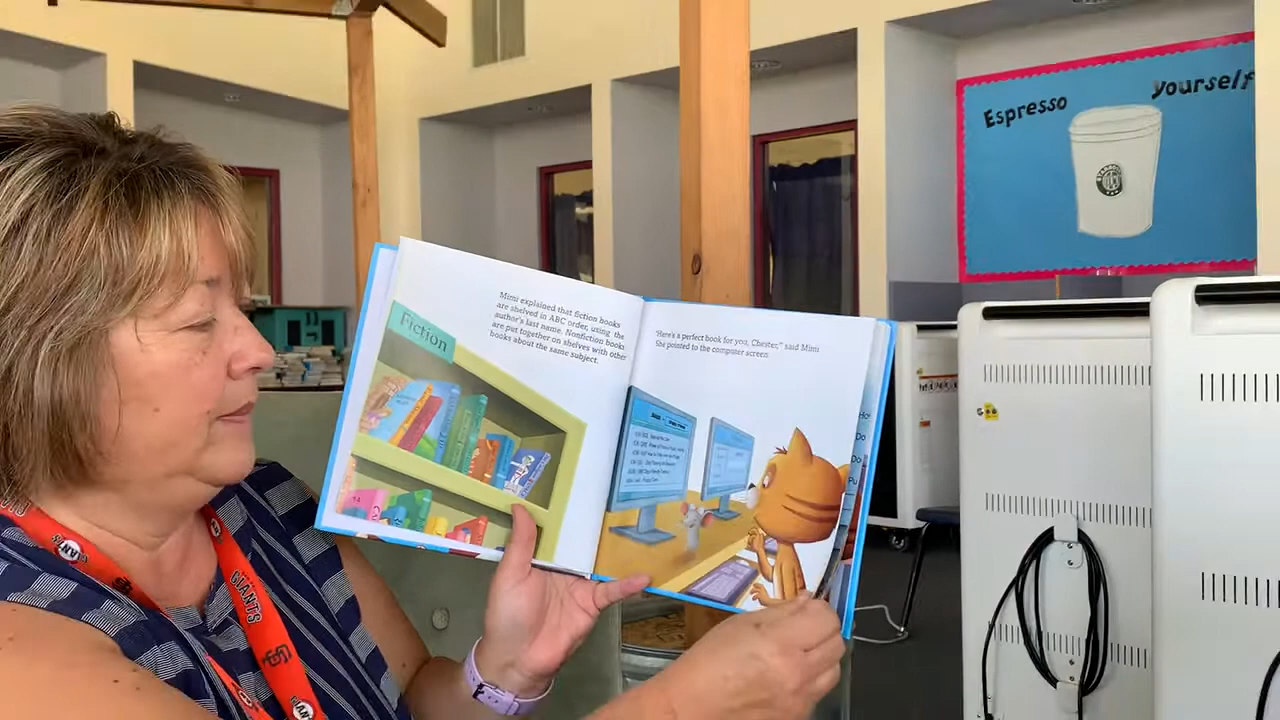 Espresso yourself
Mimi explained that fiction books
are shelved in ABC order, using the
author's last name. Nonfiction books
are put together on shelves with other
books about the same subject.
Fiction
"Here's a perfect book for you, Chester," said Mimi
She pointed to the computer screen.
GIANTS
SF